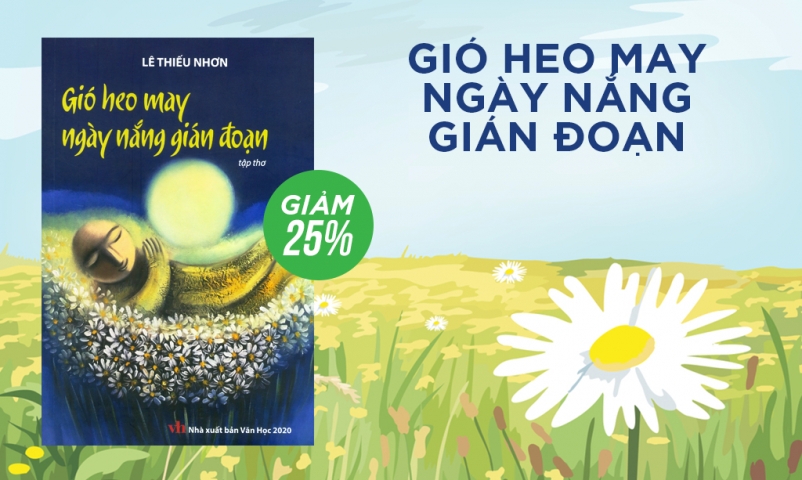 LÊ THIẾU NHƠN
Gió heo may
ngày nắng gián đoạn
tập thơ
GIẢM
25%
vh Nhà xuất bản Văn Học 2020
GIÓ HEO MAY
NGÀY NẮNG
GIÁN ĐOẠN